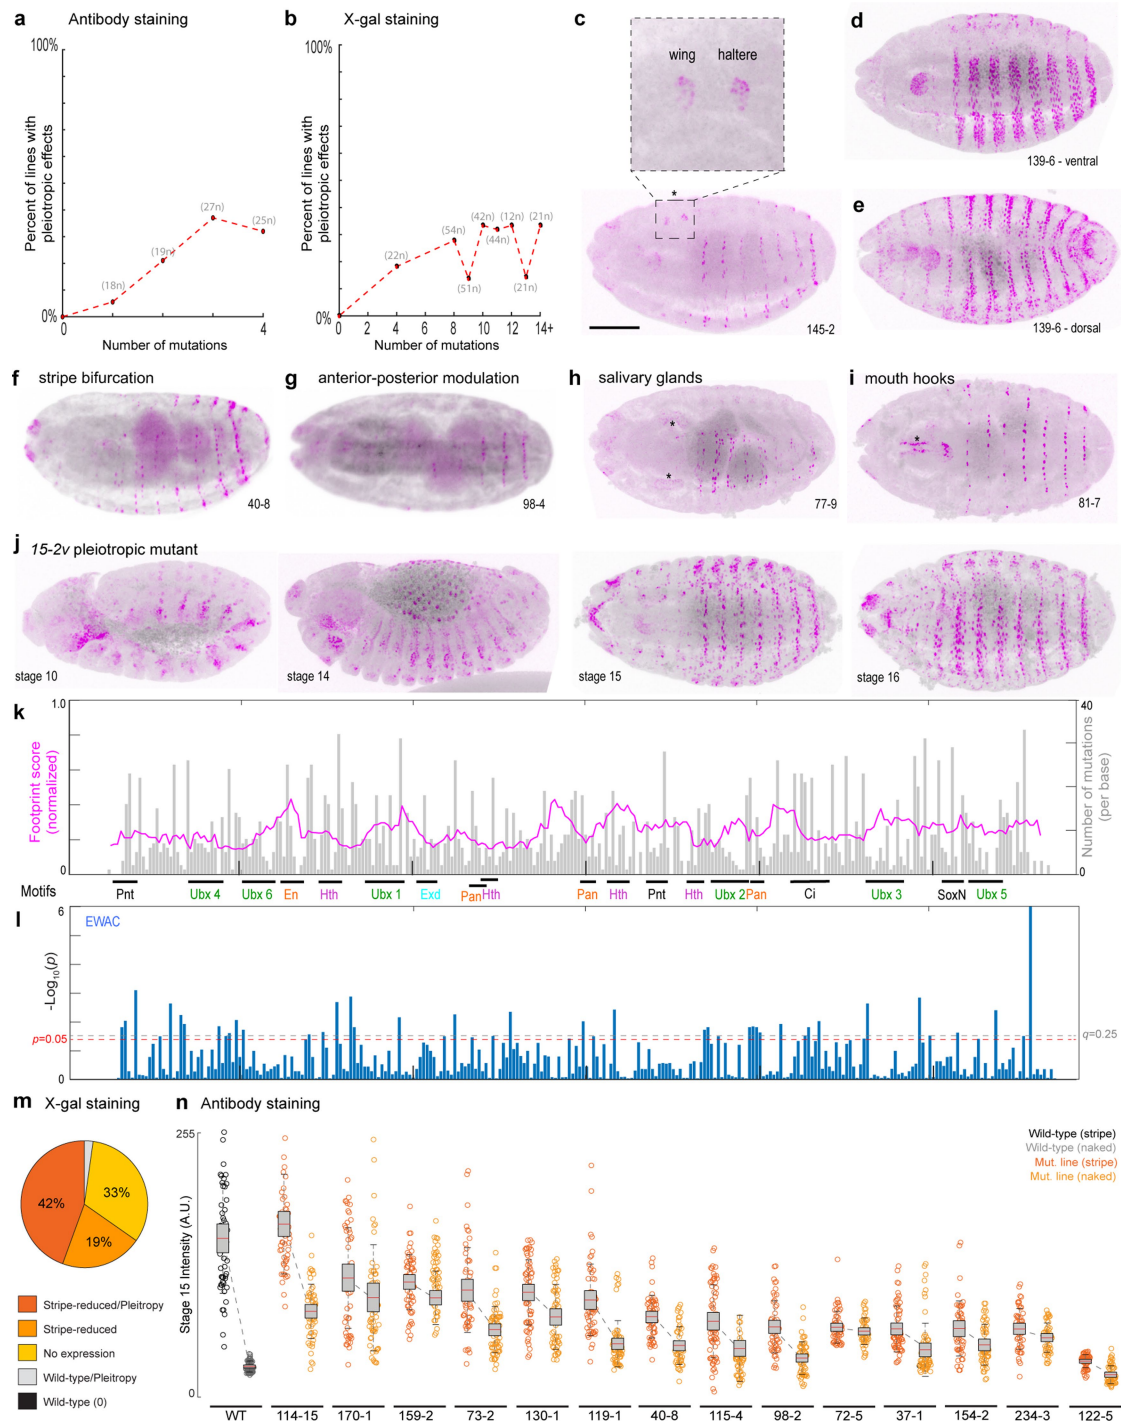 a Antibody staining
100%
Percent of lines with
pleiotropic effects
0%
(18n)
(19n)
(27n)
(25n)
0
4
Number of mutations
b X-gal staining
100%
Percent of lines with
pleiotropic effects
0%
(22n)
(54n)
(51n)
(42n)
(44n)
(12n)
(21n)
(21n)
0 2 4 6 8 10 12 14+
Number of mutations
c
wing haltere
*
145-2
d
139-6 - ventral
e
139-6 - dorsal
f stripe bifurcation
40-8
g anterior-posterior modulation
98-4
h salivary glands
*
*
77-9
i mouth hooks
*
81-7
j 15-2v pleiotropic mutant
stage 10
stage 14
stage 15
stage 16
k
1.0
Footprint score
(normalized)
0
40
Number of mutations
(per base)
0
Motifs Pnt Ubx 4 Ubx 6 En Hth Ubx 1 Exd Pan Hth Pan Hth Pnt Hth Ubx 2 Pan Ci Ubx 3 SoxN Ubx 5
l
6
EWAC
-Log10(p)
p=0.05
q=0.25
0
m X-gal staining
42%
33%
19%
Stripe-reduced/Pleitropy
Stripe-reduced
No expression
Wild-type/Pleitropy
Wild-type (0)
n Antibody staining
255
Stage 15 Intensity (A.U.)
0
Wild-type (stripe)
Wild-type (naked)
Mut. line (stripe)
Mut. line (naked)
WT 114-15 170-1 159-2 73-2 130-1 119-1 40-8 115-4 98-2 72-5 37-1 154-2 234-3 122-5